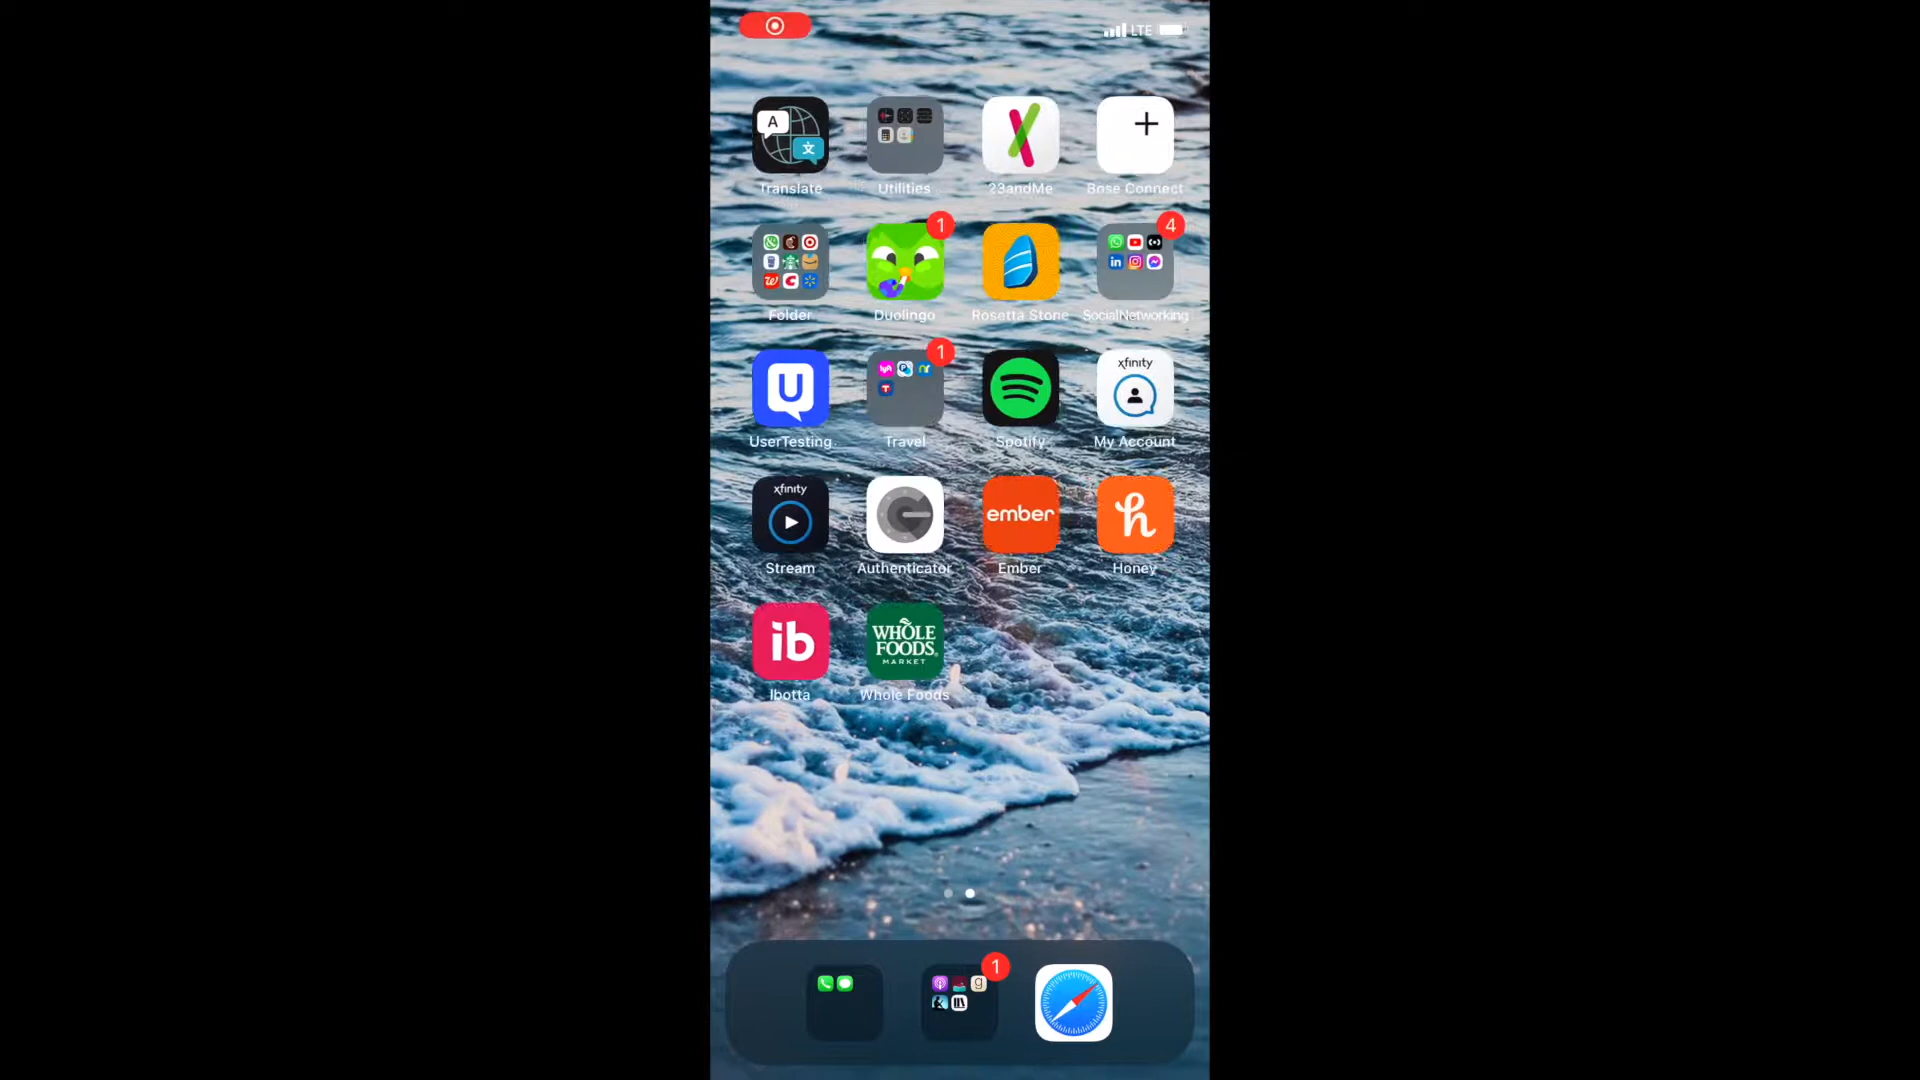 LTE
A
文
Translate
Utilities
23andMe
Bose Connect
1
4
Folder
Duolingo
Rosetta Stone
SocialNetworking
1
xfinity
U
UserTesting
Travel
Spotify
My Account
xfinity
ember
h
Stream
Authenticator
Ember
Honey
ib
WHOLE
FOODS
MARKET
Ibotta
Whole Foods
1
g